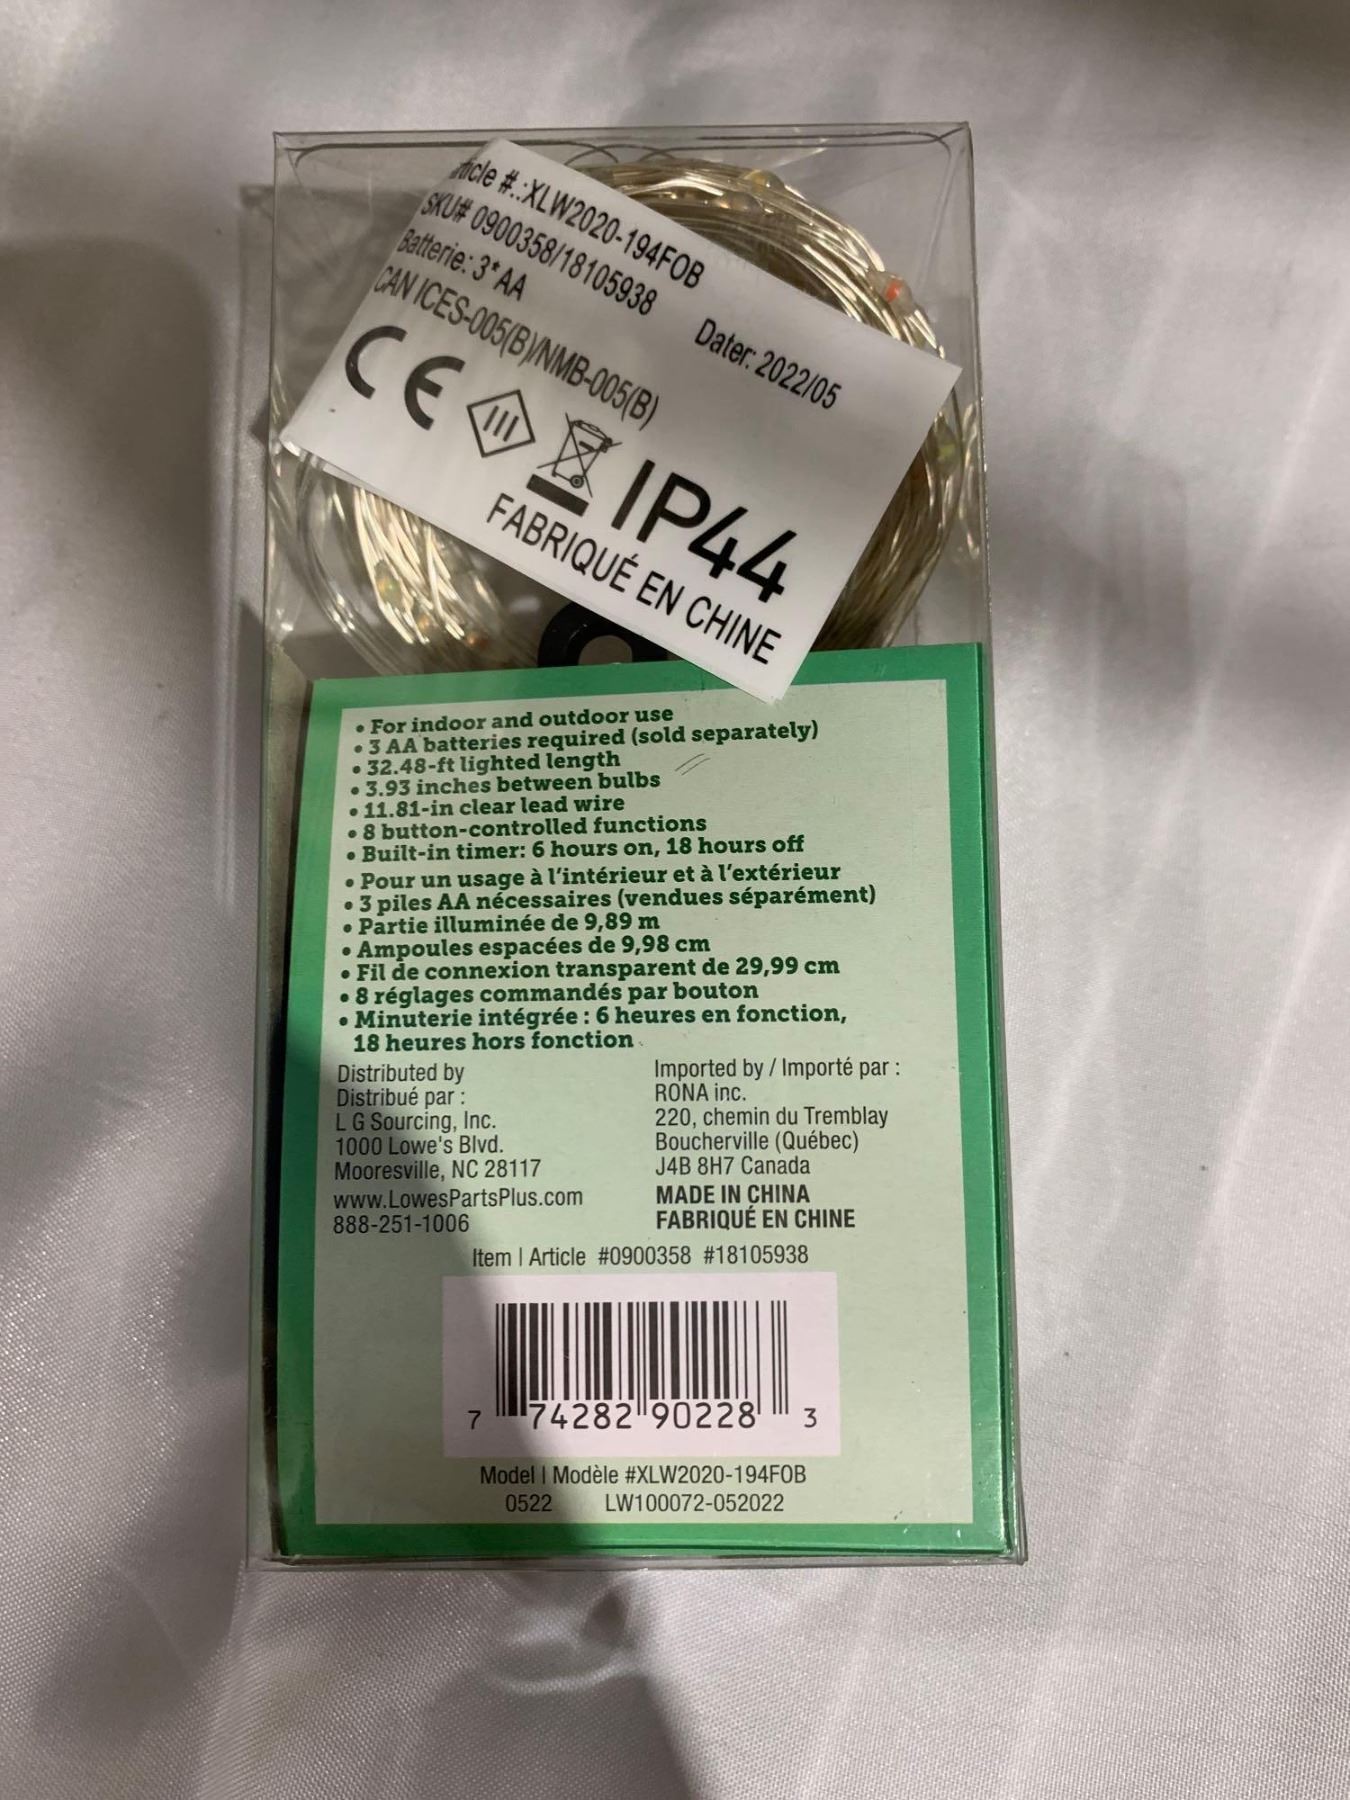 #.:XLW2020-194FOB
SKU# 0900358/18105938
Batterie: 3*AA
Dater: 2022/05
CAN ICES-005(B)/NMB-005(B)
CE
IP44
FABRIQUÉ EN CHINE
• For indoor and outdoor use
• 3 AA batteries required (sold separately)
• 32.48-ft lighted length
• 3.93 inches between bulbs
• 11.81-in clear lead wire
• 8 button-controlled functions
• Built-in timer: 6 hours on, 18 hours off
• Pour un usage à l'intérieur et à l'extérieur
• 3 piles AA nécessaires (vendues séparément)
• Partie illuminée de 9,89 m
• Ampoules espacées de 9,98 cm
• Fil de connexion transparent de 29,99 cm
• 8 réglages commandés par bouton
• Minuterie intégrée : 6 heures en fonction,
18 heures hors fonction
Distributed by
Distribué par :
L G Sourcing, Inc.
1000 Lowe's Blvd.
Mooresville, NC 28117
www.LowesPartsPlus.com
888-251-1006
Imported by / Importé par :
RONA inc.
220, chemin du Tremblay
Boucherville (Québec)
J4B 8H7 Canada
MADE IN CHINA
FABRIQUÉ EN CHINE
Item | Article #0900358 #18105938
7 74282 90228 3
Model | Modèle #XLW2020-194FOB
0522 LW100072-052022